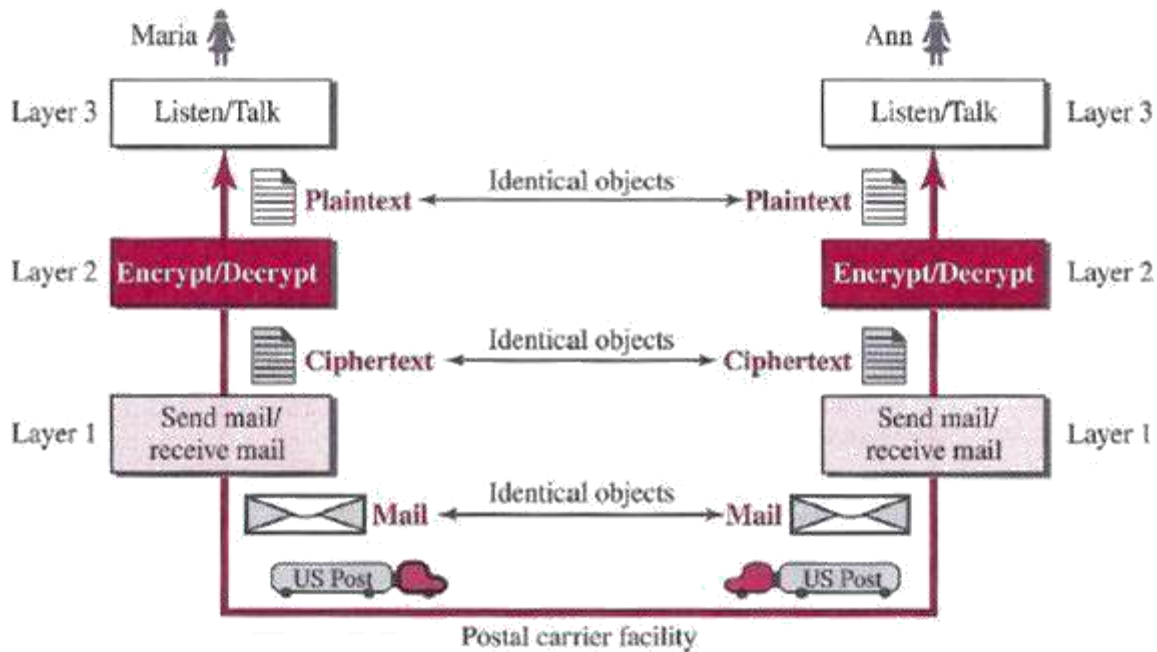 Maria
Ann
Layer 3
Listen/Talk
Listen/Talk
Layer 3
Plaintext
Identical objects
Plaintext
Layer 2
Encrypt/Decrypt
Encrypt/Decrypt
Layer 2
Ciphertext
Identical objects
Ciphertext
Layer 1
Send mail/
receive mail
Send mail/
receive mail
Layer 1
Mail
Identical objects
Mail
US Post
US Post
Postal carrier facility